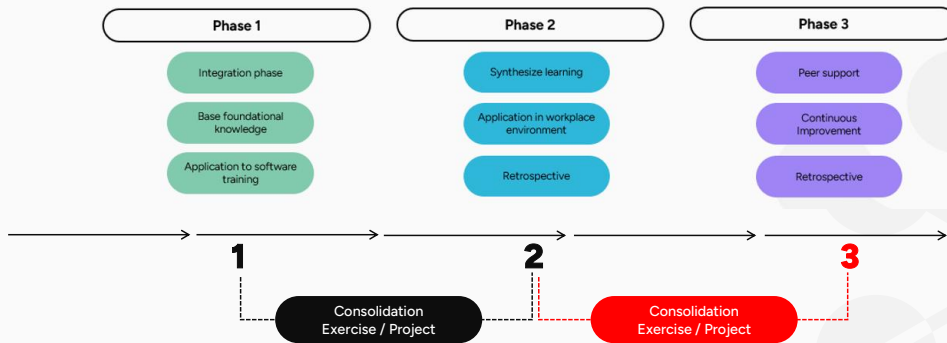 Phase 1
Phase 2
Phase 3
Integration phase
Synthesize learning
Peer support
Base foundational
knowledge
Application in workplace
environment
Continuous
Improvement
Application to software
training
Retrospective
Retrospective
1
2
3
Consolidation
Exercise / Project
Consolidation
Exercise / Project